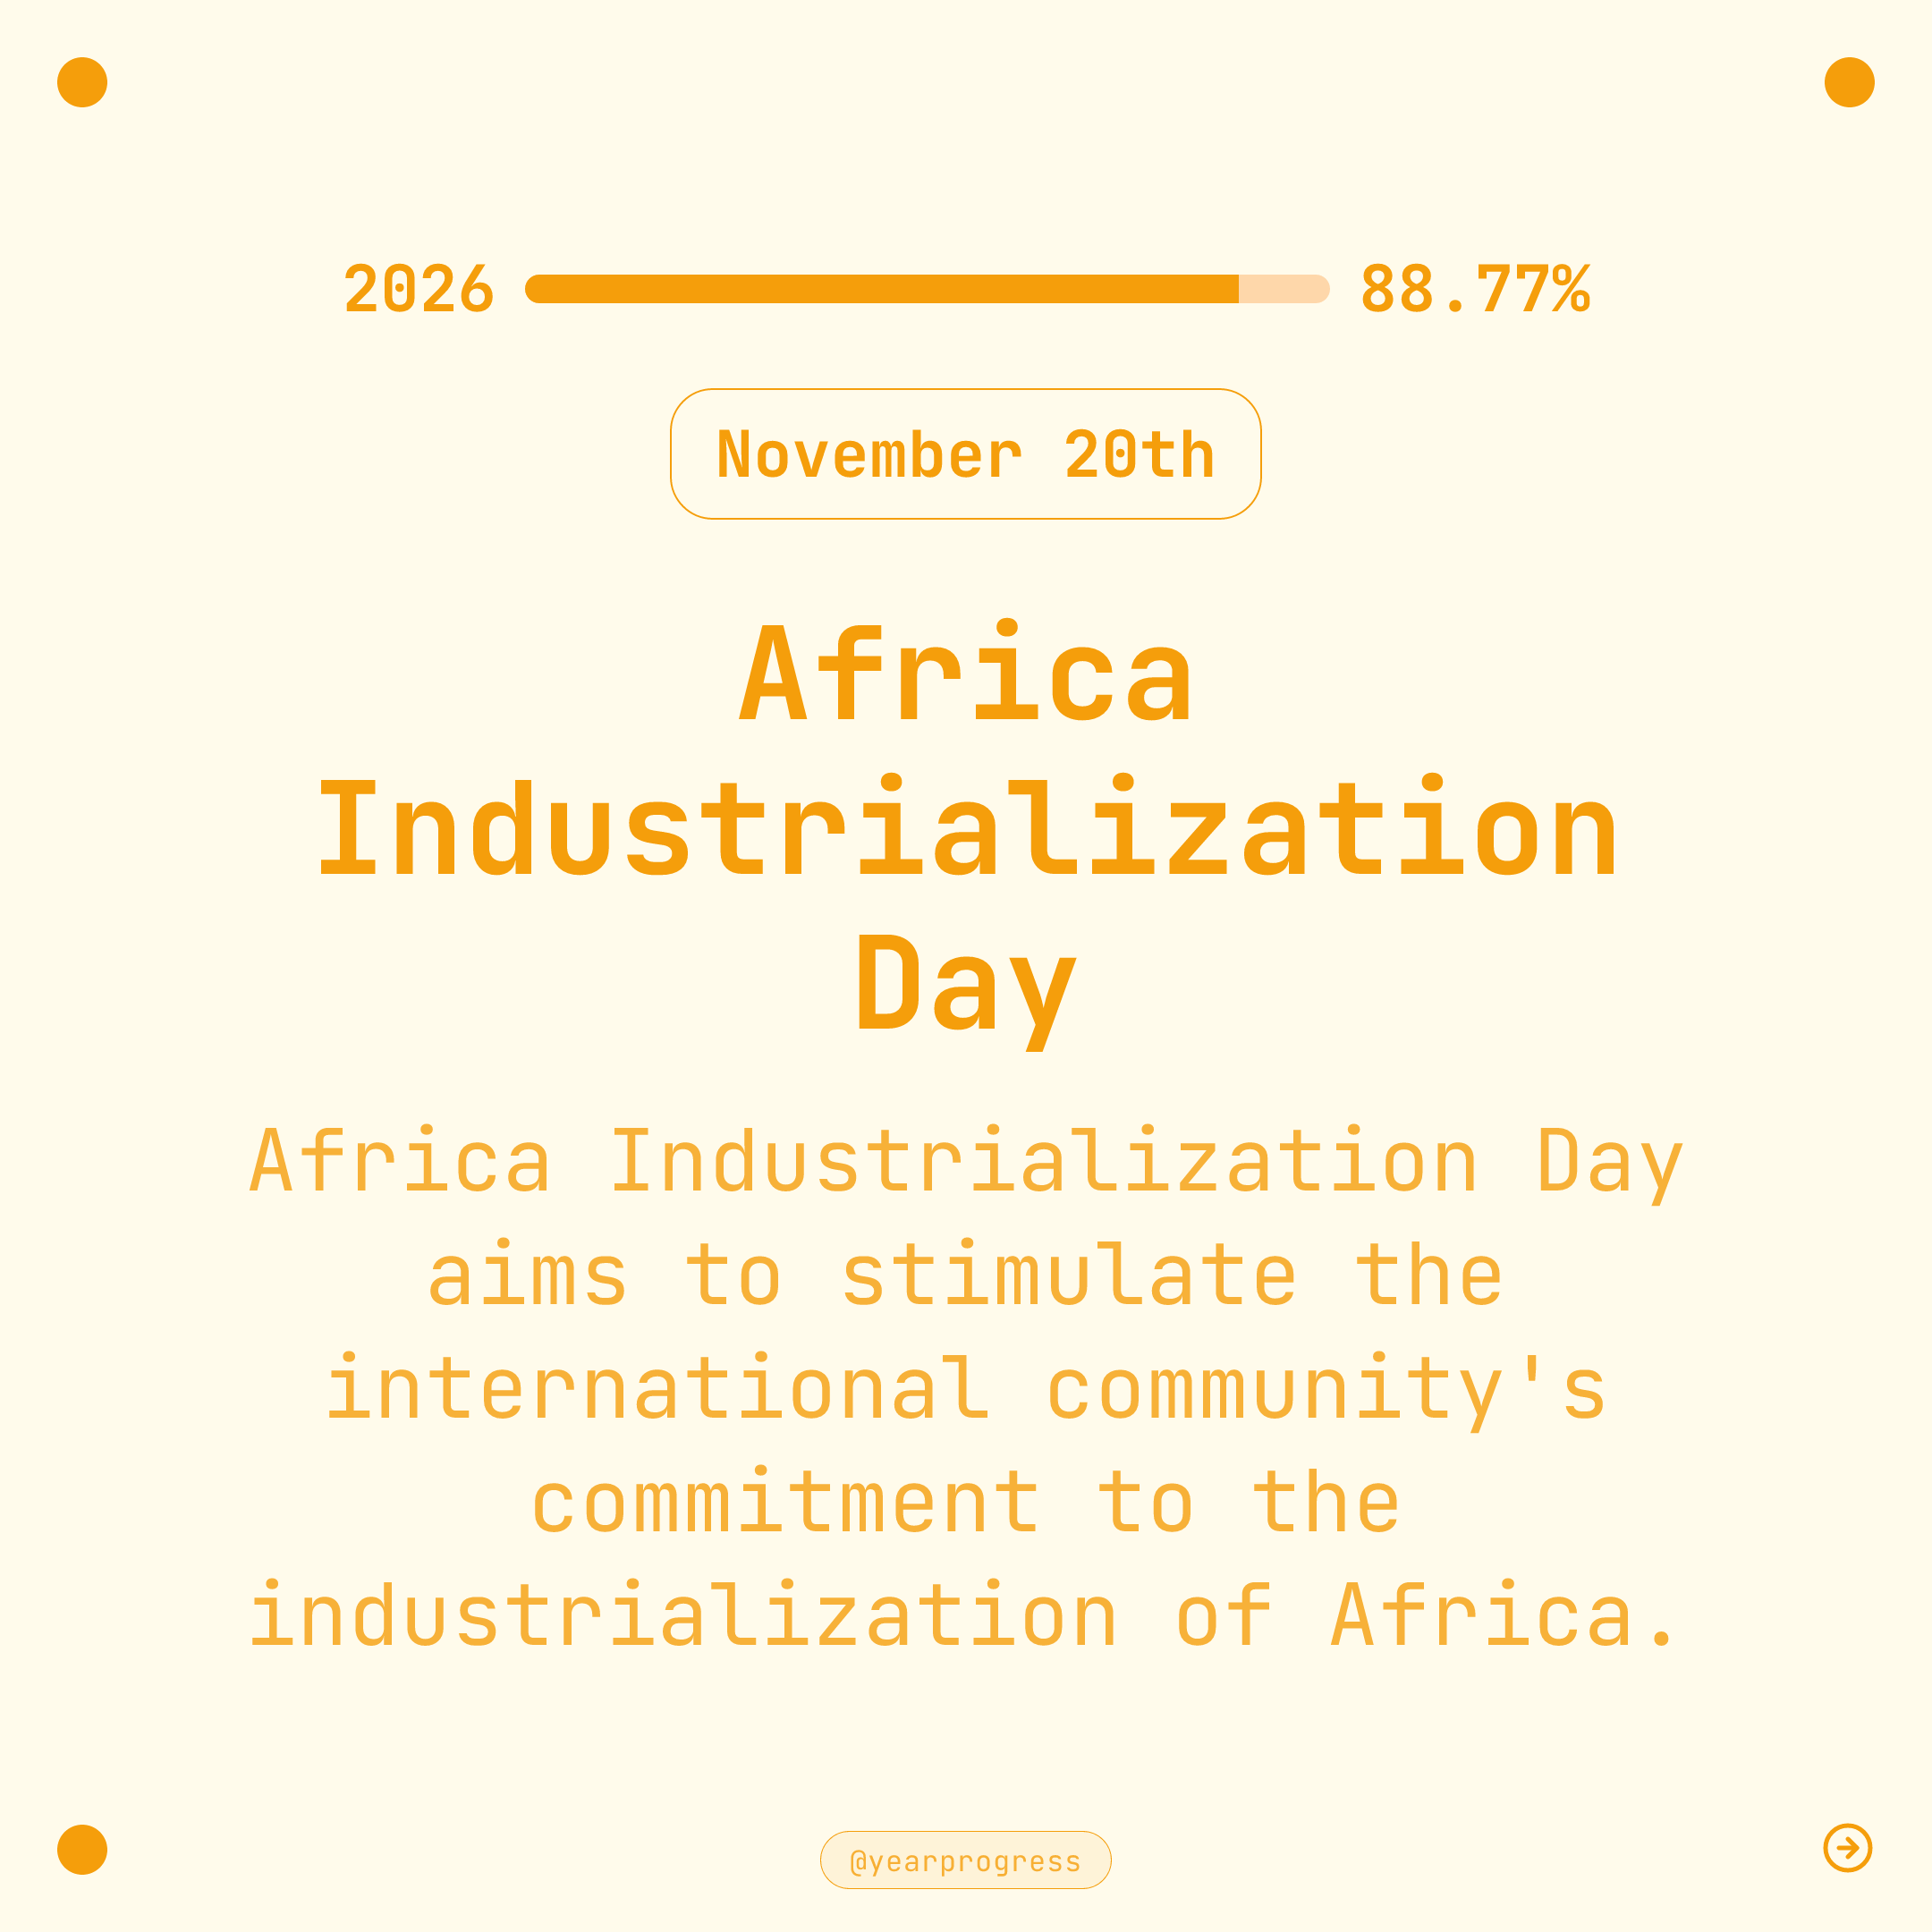 2026 88.77%
November 20th
Africa
Industrialization
Day
Africa Industrialization Day
aims to stimulate the
international community's
commitment to the
industrialization of Africa.
@yearprogress